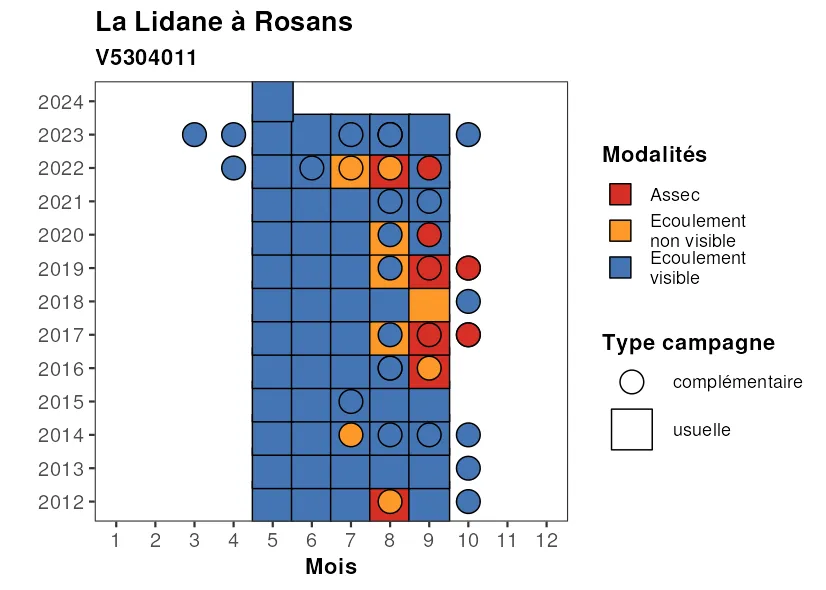 La Lidane à Rosans
V5304011
2024
2023
2022
2021
2020
2019
2018
2017
2016
2015
2014
2013
2012
1 2 3 4 5 6 7 8 9 10 11 12
Mois
Modalités
Assec
Ecoulement
non visible
Ecoulement
visible
Type campagne
complémentaire
usuelle